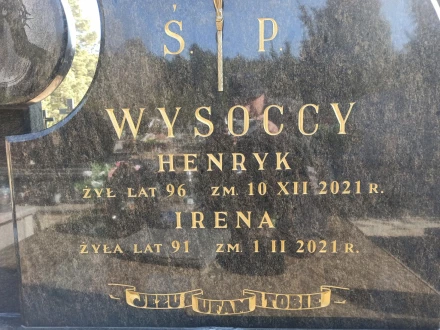 Ś. P
WYSOCCY
HENRYK
ŻYŁ LAT 96 ZM. 10 XII 2021 R.
IRENA
ŻYŁA LAT 91 ZM. 1 II 2021 R.
JEZU UFAM TOBIE